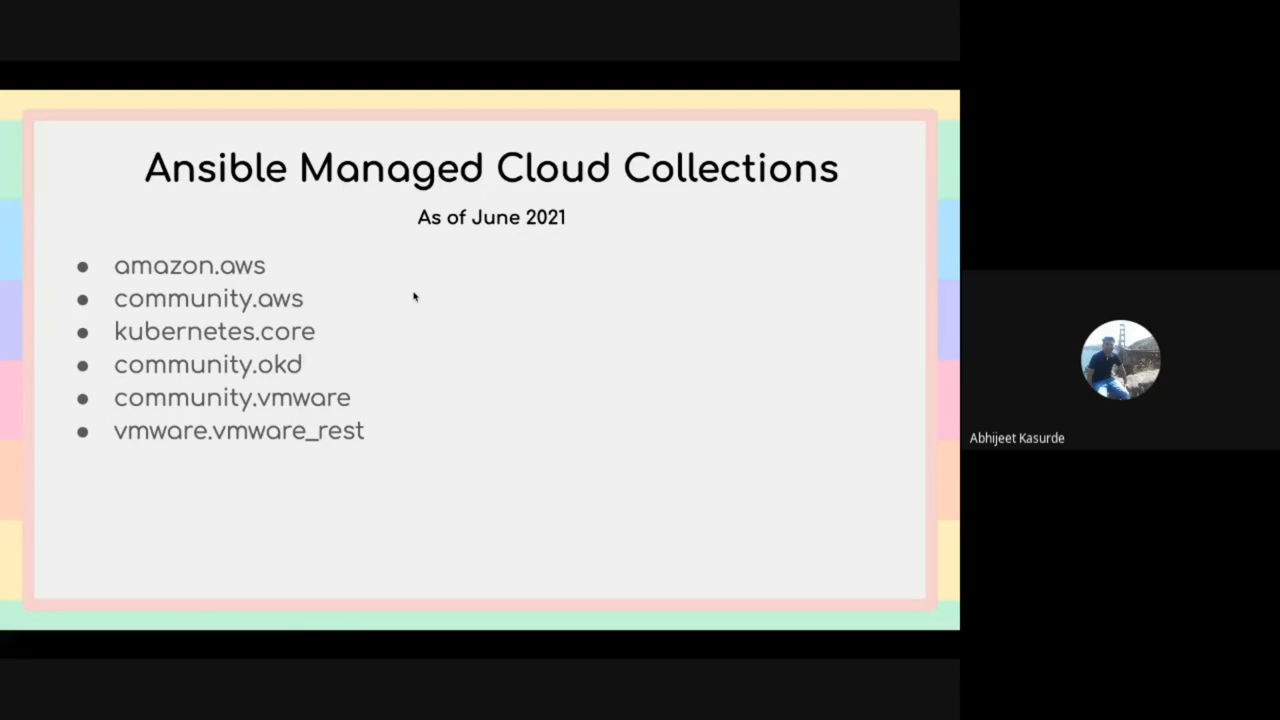 Ansible Managed Cloud Collections
As of June 2021
● amazon.aws
● community.aws
● kubernetes.core
● community.okd
● community.vmware
● vmware.vmware_rest
Abhijeet Kasurde